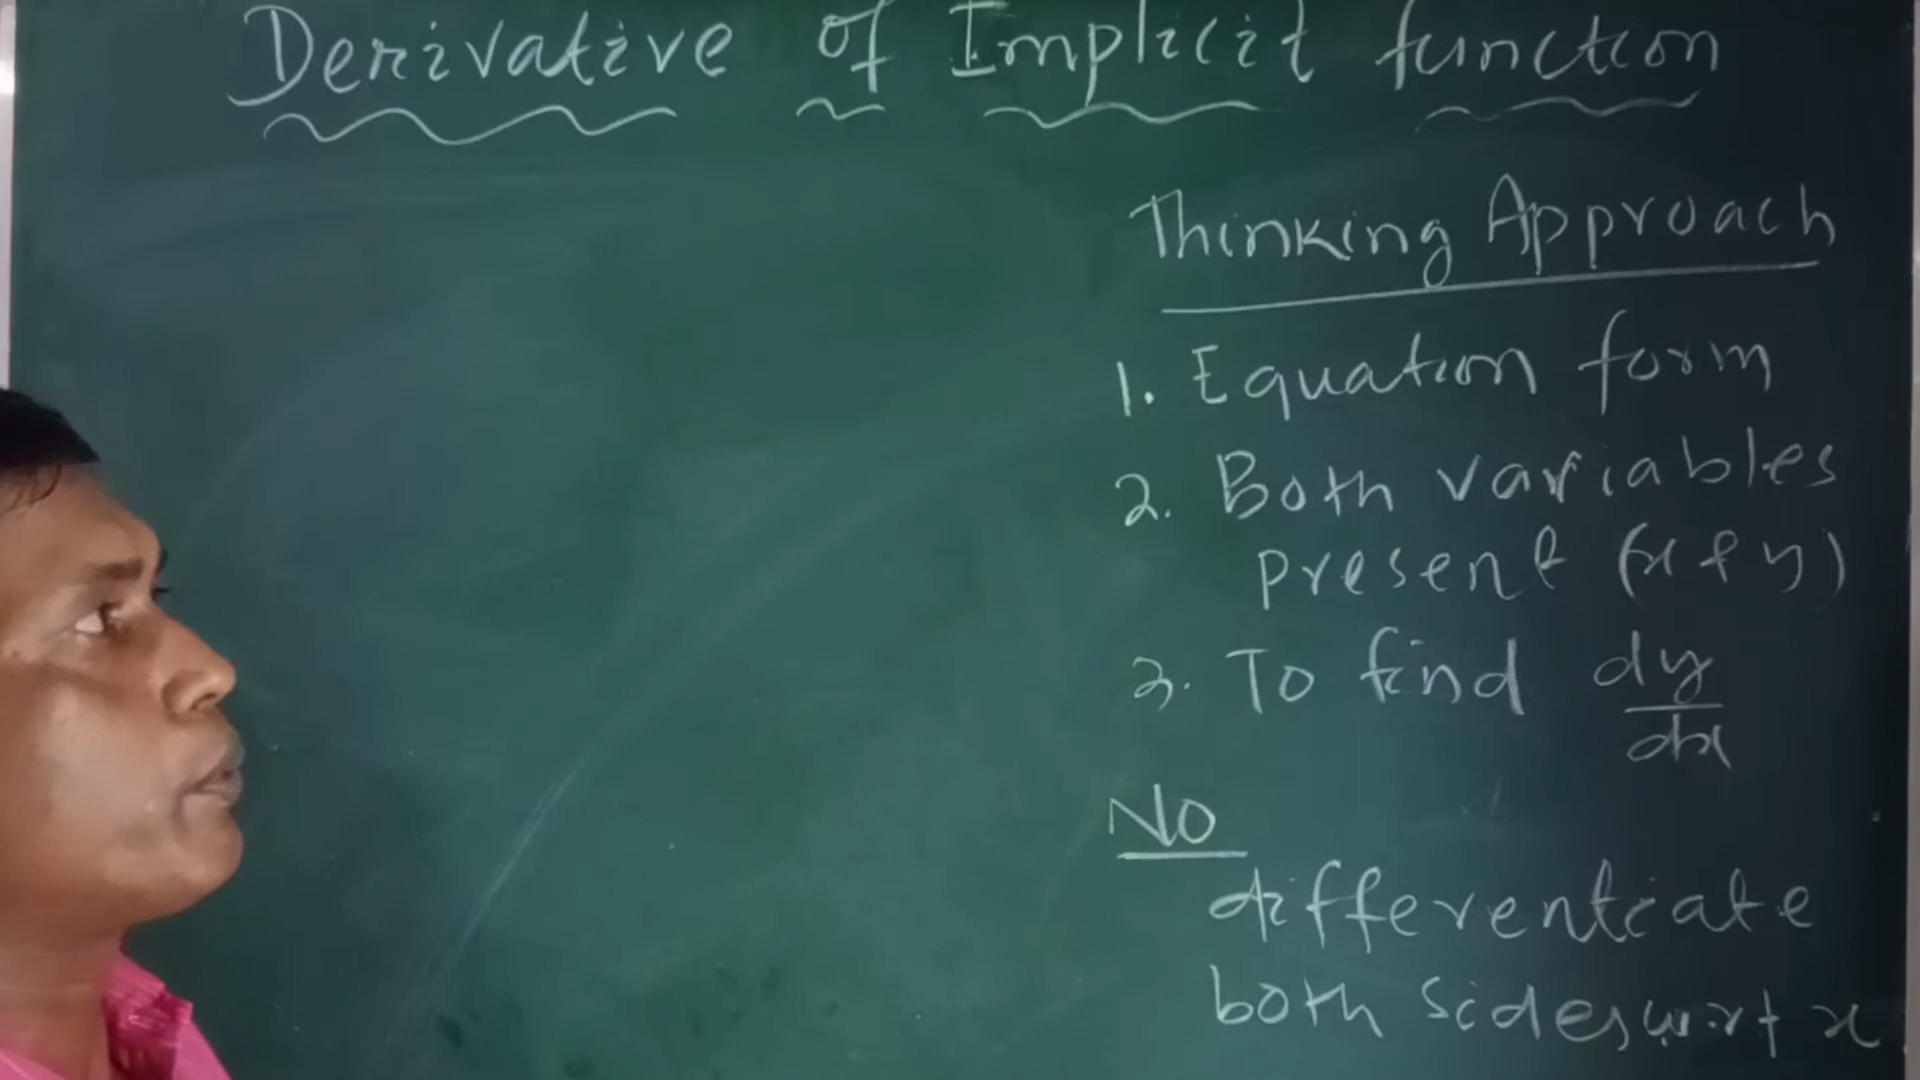 Derivative of Implicit function
Thinking Approach
1. Equation form
2. Both variables
present (x & y)
3. To find dy/dx
No
differentiate
both sides w.r.t x